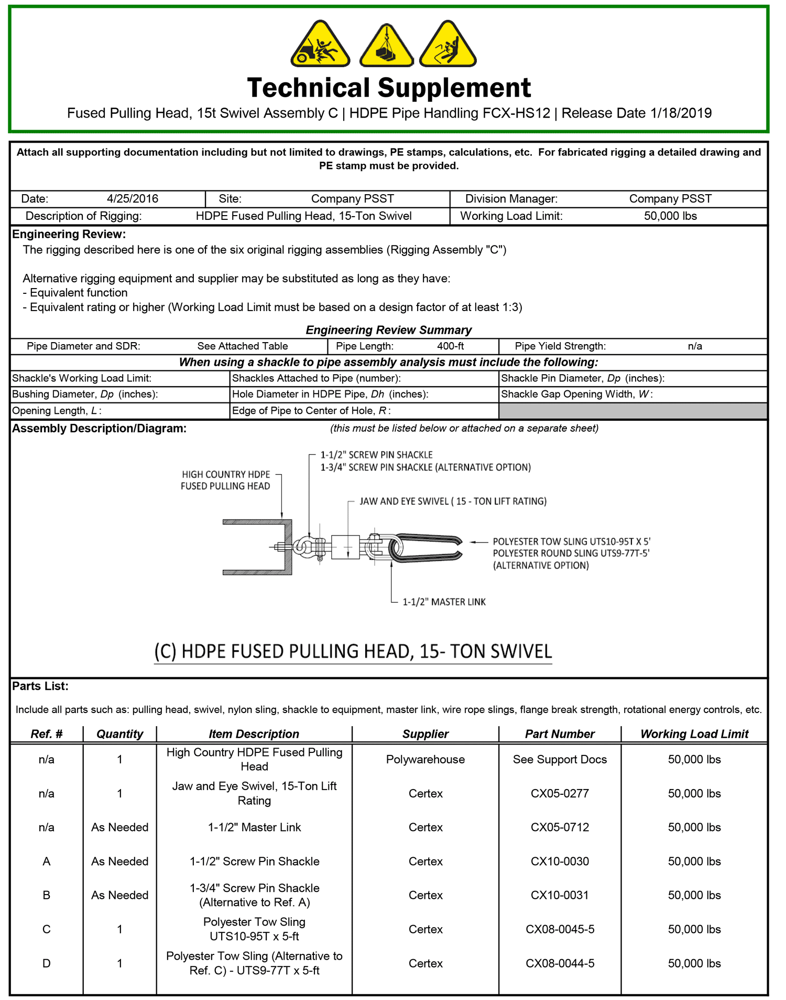 Technical Supplement
Fused Pulling Head, 15t Swivel Assembly C | HDPE Pipe Handling FCX-HS12 | Release Date 1/18/2019
Attach all supporting documentation including but not limited to drawings, PE stamps, calculations, etc.  For fabricated rigging a detailed drawing and
PE stamp must be provided.
Date: 4/25/2016 Site: Company PSST Division Manager: Company PSST
Description of Rigging: HDPE Fused Pulling Head, 15-Ton Swivel Working Load Limit: 50,000 lbs
Engineering Review:
The rigging described here is one of the six original rigging assemblies (Rigging Assembly "C")
Alternative rigging equipment and supplier may be substituted as long as they have:
- Equivalent function
- Equivalent rating or higher (Working Load Limit must be based on a design factor of at least 1:3)
Engineering Review Summary
Pipe Diameter and SDR: See Attached Table Pipe Length: 400-ft Pipe Yield Strength: n/a
When using a shackle to pipe assembly analysis must include the following:
Shackle's Working Load Limit: Shackles Attached to Pipe (number): Shackle Pin Diameter, Dp (inches):
Bushing Diameter, Dp (inches): Hole Diameter in HDPE Pipe, Dh (inches): Shackle Gap Opening Width, W:
Opening Length, L: Edge of Pipe to Center of Hole, R:
Assembly Description/Diagram: (this must be listed below or attached on a separate sheet)
1-1/2" SCREW PIN SHACKLE
1-3/4" SCREW PIN SHACKLE (ALTERNATIVE OPTION)
HIGH COUNTRY HDPE
FUSED PULLING HEAD
JAW AND EYE SWIVEL ( 15 - TON LIFT RATING)
POLYESTER TOW SLING UTS10-95T X 5'
POLYESTER ROUND SLING UTS9-77T-5'
(ALTERNATIVE OPTION)
1-1/2" MASTER LINK
(C) HDPE FUSED PULLING HEAD, 15- TON SWIVEL
Parts List:
Include all parts such as: pulling head, swivel, nylon sling, shackle to equipment, master link, wire rope slings, flange break strength, rotational energy controls, etc.
Ref. # Quantity Item Description Supplier Part Number Working Load Limit
n/a 1 High Country HDPE Fused Pulling Polywarehouse See Support Docs 50,000 lbs
Head
n/a 1 Jaw and Eye Swivel, 15-Ton Lift Certex CX05-0277 50,000 lbs
Rating
n/a As Needed 1-1/2" Master Link Certex CX05-0712 50,000 lbs
A As Needed 1-1/2" Screw Pin Shackle Certex CX10-0030 50,000 lbs
B As Needed 1-3/4" Screw Pin Shackle Certex CX10-0031 50,000 lbs
(Alternative to Ref. A)
C 1 Polyester Tow Sling Certex CX08-0045-5 50,000 lbs
UTS10-95T x 5-ft
D 1 Polyester Tow Sling (Alternative to Certex CX08-0044-5 50,000 lbs
Ref. C) - UTS9-77T x 5-ft